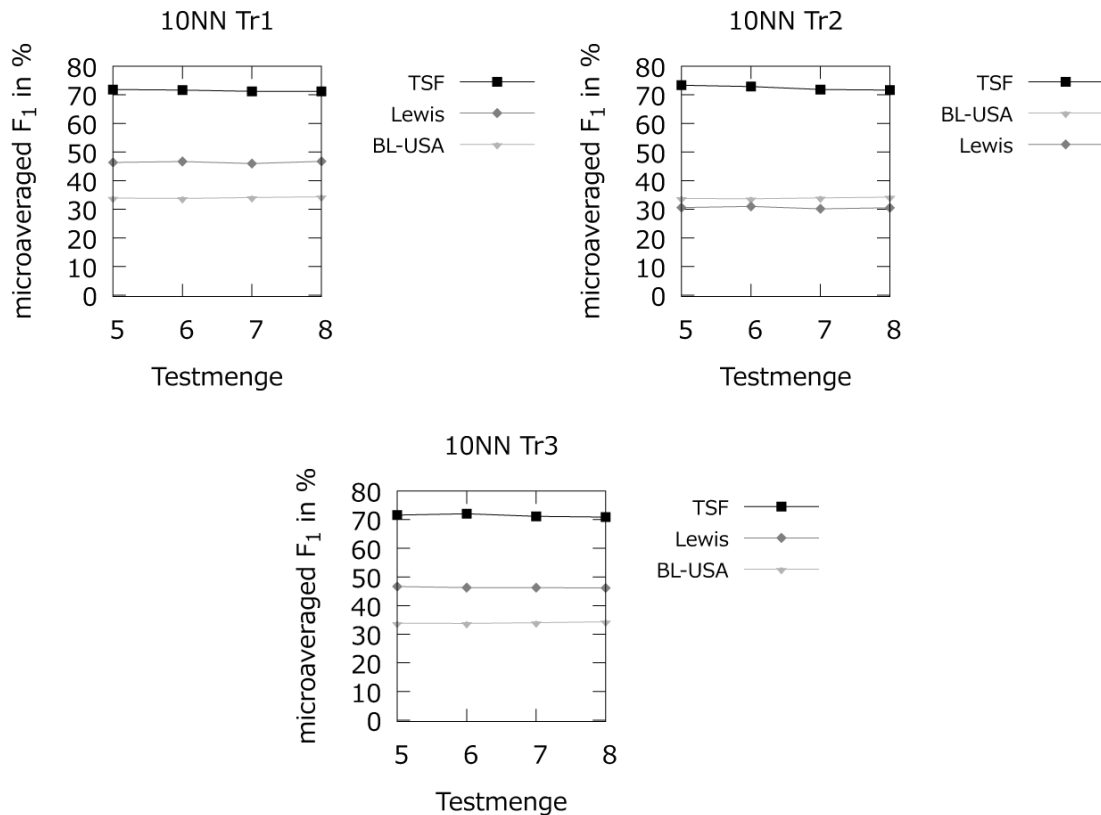 10NN Tr1
microaveraged F₁ in %
80
70
60
50
40
30
20
10
0
5 6 7 8
Testmenge
TSF
Lewis
BL-USA
10NN Tr2
microaveraged F₁ in %
80
70
60
50
40
30
20
10
0
5 6 7 8
Testmenge
TSF
BL-USA
Lewis
10NN Tr3
microaveraged F₁ in %
80
70
60
50
40
30
20
10
0
5 6 7 8
Testmenge
TSF
Lewis
BL-USA